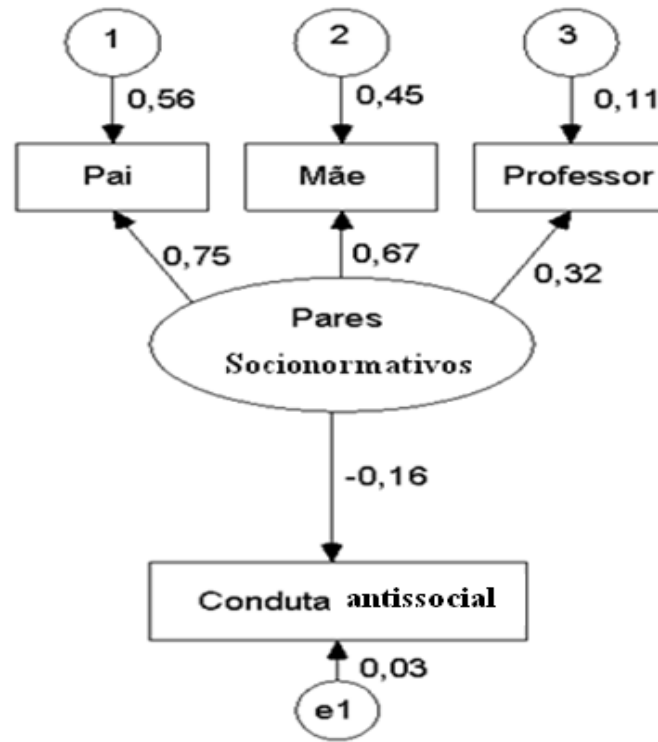 1 2 3
0,56 0,45 0,11
Pai Mãe Professor
0,75 0,67 0,32
Pares
Socionormativos
-0,16
Conduta antissocial
0,03
e1